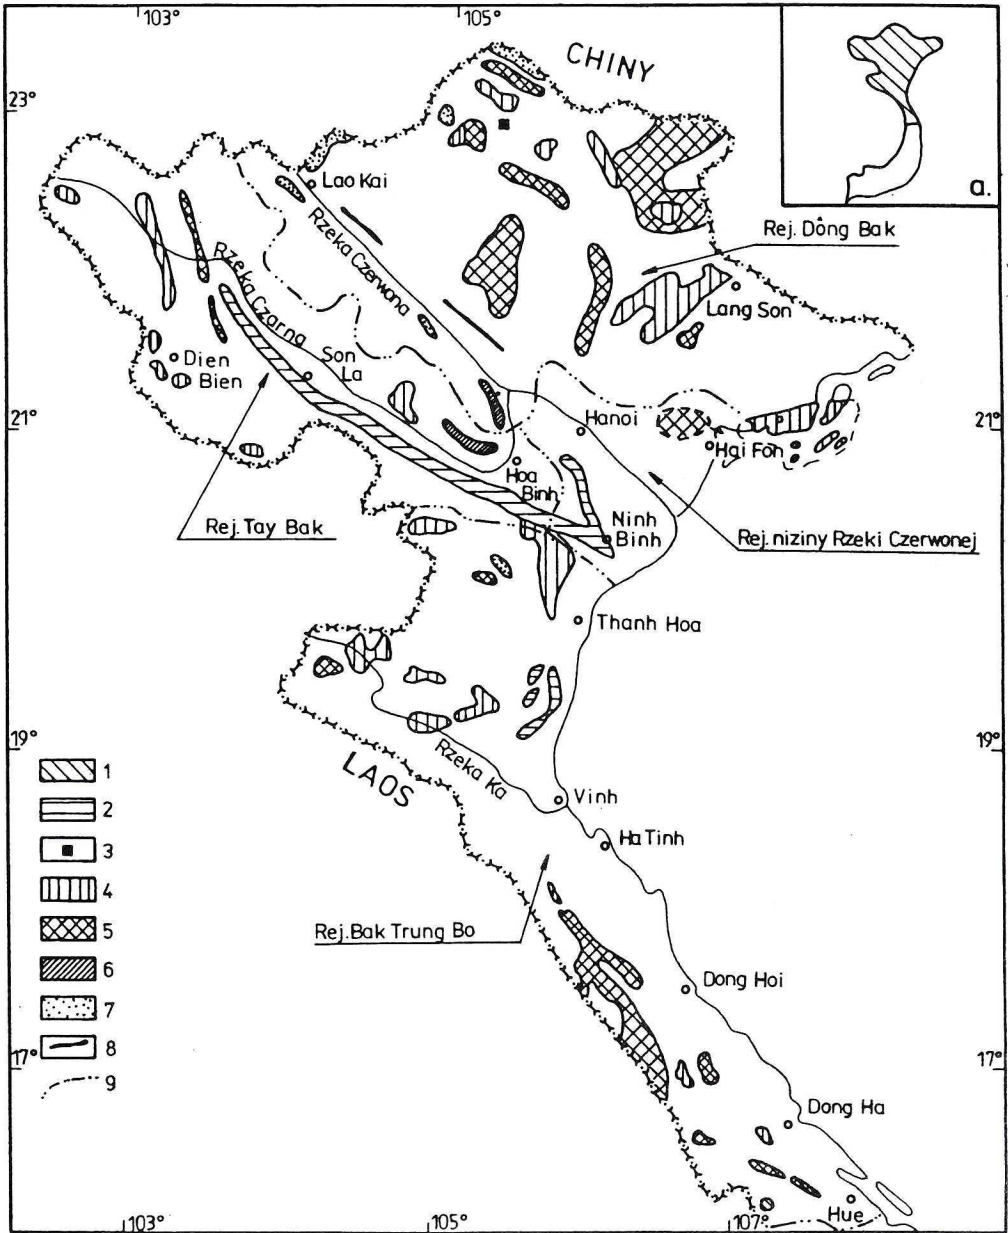 103°
105°
CHINY
23°
a.
Lao Kai
Rzeka Czerwona
Rej. Dông Bak
Rzeka Czarna
Lang Son
Dien
Bien
Son
La
21°
Hanoi
21°
Hai Fon
Hoa
Binh
Rej. Tay Bak
Ninh
Binh
Rej. niziny Rzeki Czerwonej
Thanh Hoa
19°
19°
Rzeka Ka
LAOS
Vinh
Ha Tinh
1
2
3
4
5
6
7
8
9
Rej. Bak Trung Bo
Dong Hoi
17°
17°
Dong Ha
Hue
103°
105°
107°